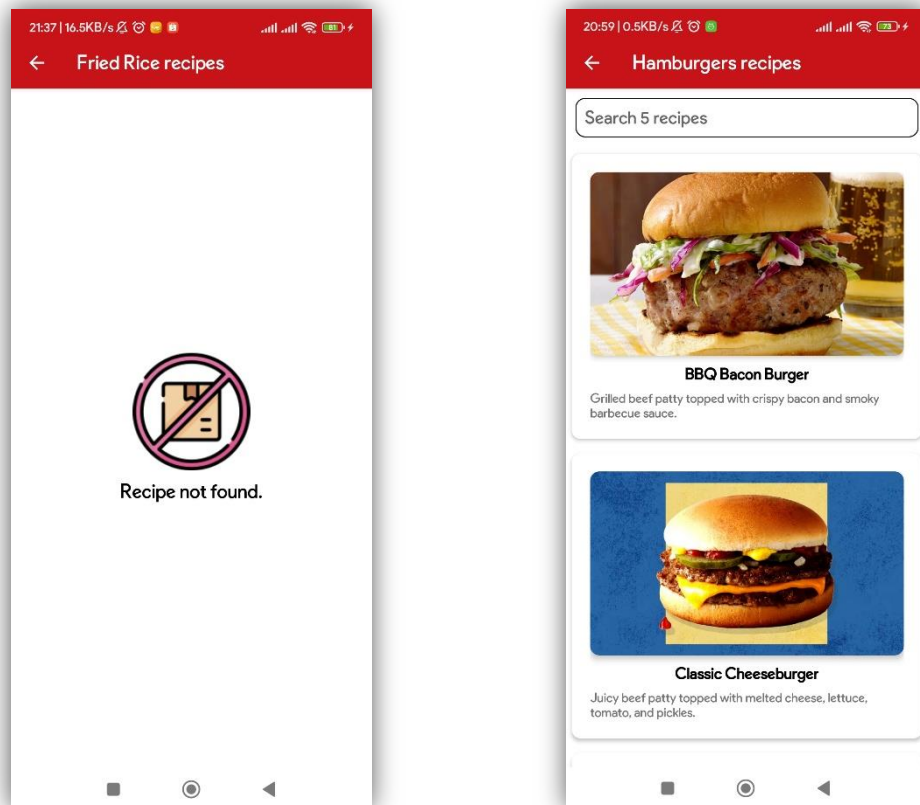 21:37 | 16.5KB/s
81
Fried Rice recipes
Recipe not found.
20:59 | 0.5KB/s
73
Hamburgers recipes
Search 5 recipes
BBQ Bacon Burger
Grilled beef patty topped with crispy bacon and smoky
barbecue sauce.
Classic Cheeseburger
Juicy beef patty topped with melted cheese, lettuce,
tomato, and pickles.